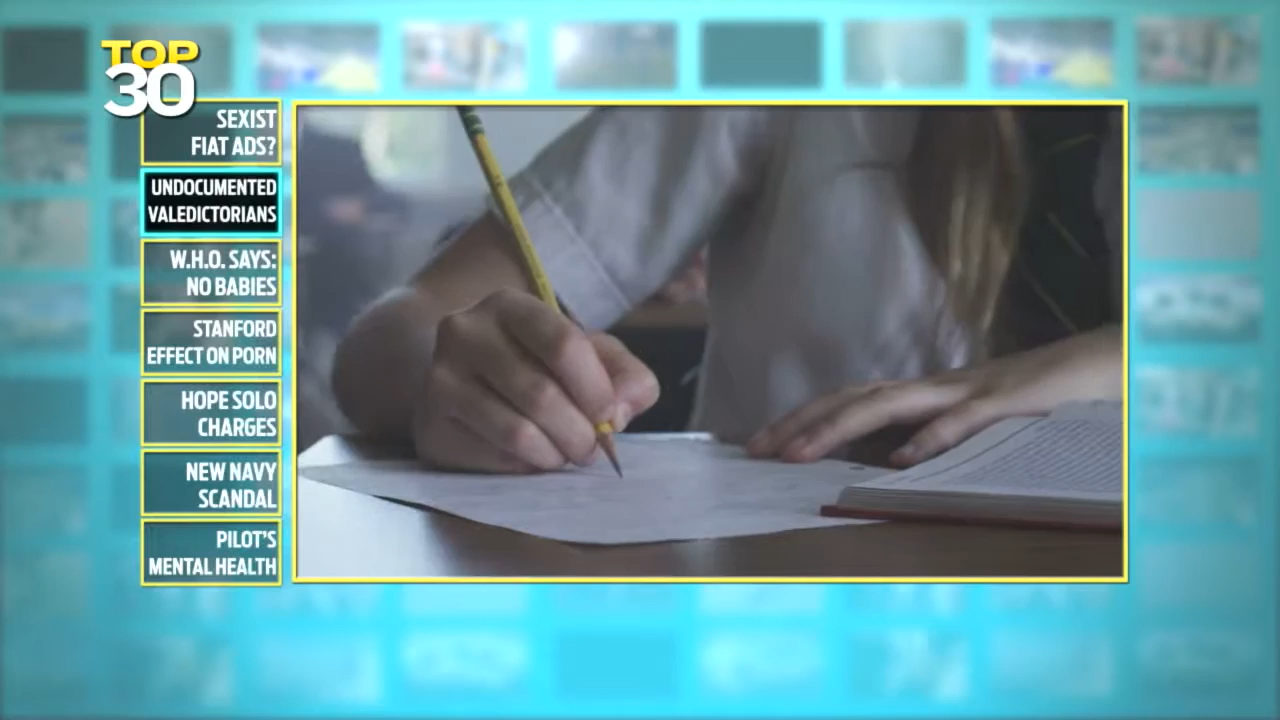 TOP
30
SEXIST
FIAT ADS?
UNDOCUMENTED
VALEDICTORIANS
W.H.O. SAYS:
NO BABIES
STANFORD
EFFECT ON PORN
HOPE SOLO
CHARGES
NEW NAVY
SCANDAL
PILOT'S
MENTAL HEALTH